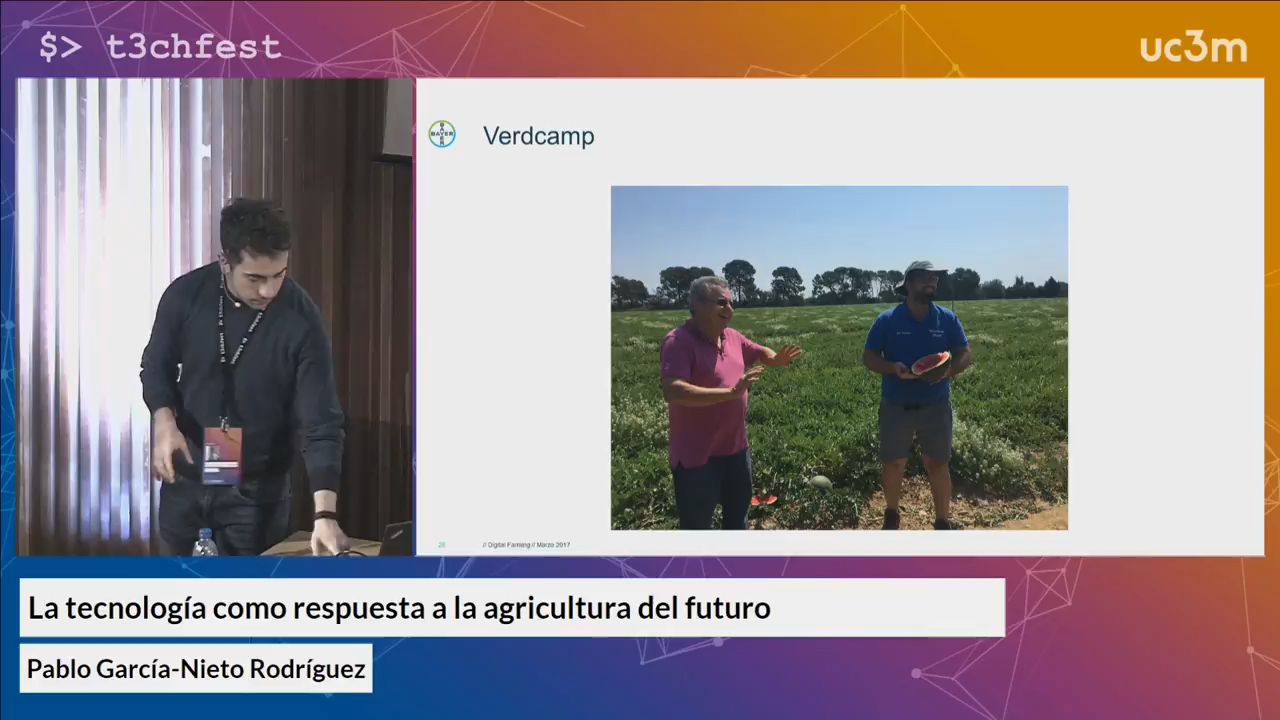 $> t3chfest
uc3m
BAYER
Verdcamp
26
// Digital Farming // Marzo 2017
La tecnología como respuesta a la agricultura del futuro
Pablo García-Nieto Rodríguez